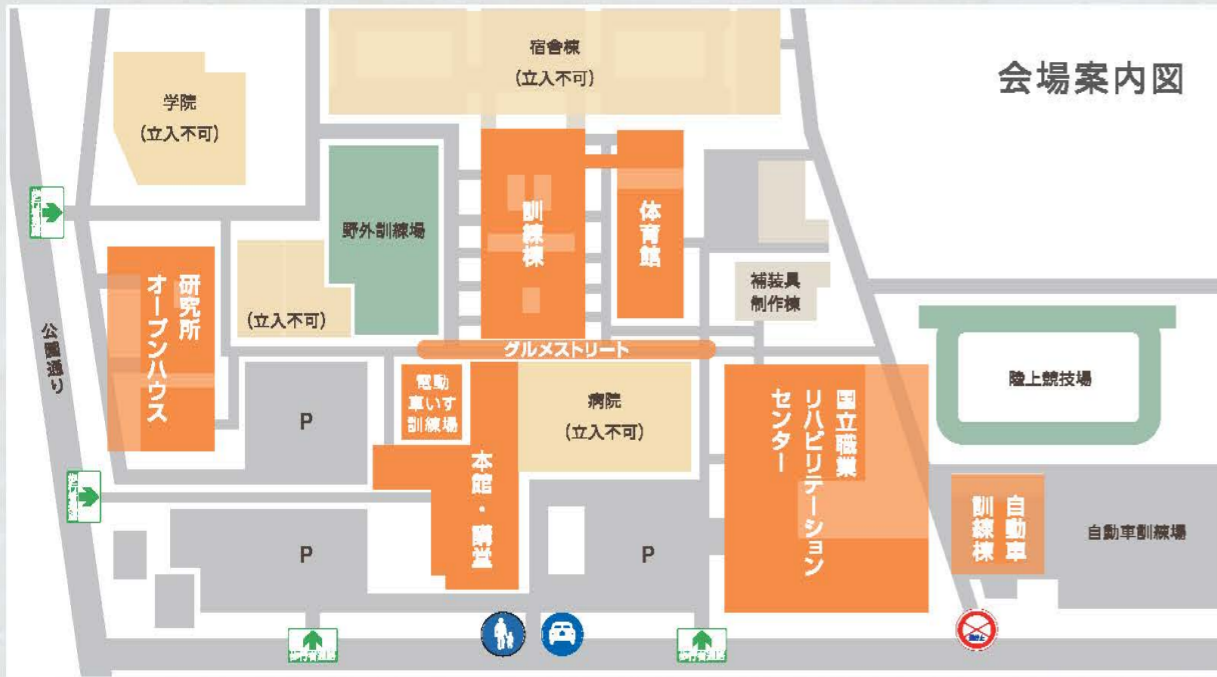 会場案内図
宿舎棟
（立入不可）
学院
（立入不可）
野外訓練場
訓練棟
体育館
補装具
制作棟
（立入不可）
研究所
オープンハウス
公園通り
グルメストリート
電動
車いす
訓練場
病院
（立入不可）
P
本館・講堂
国立職業
リハビリテーション
センター
陸上競技場
自動車
訓練棟
自動車訓練場
P
P